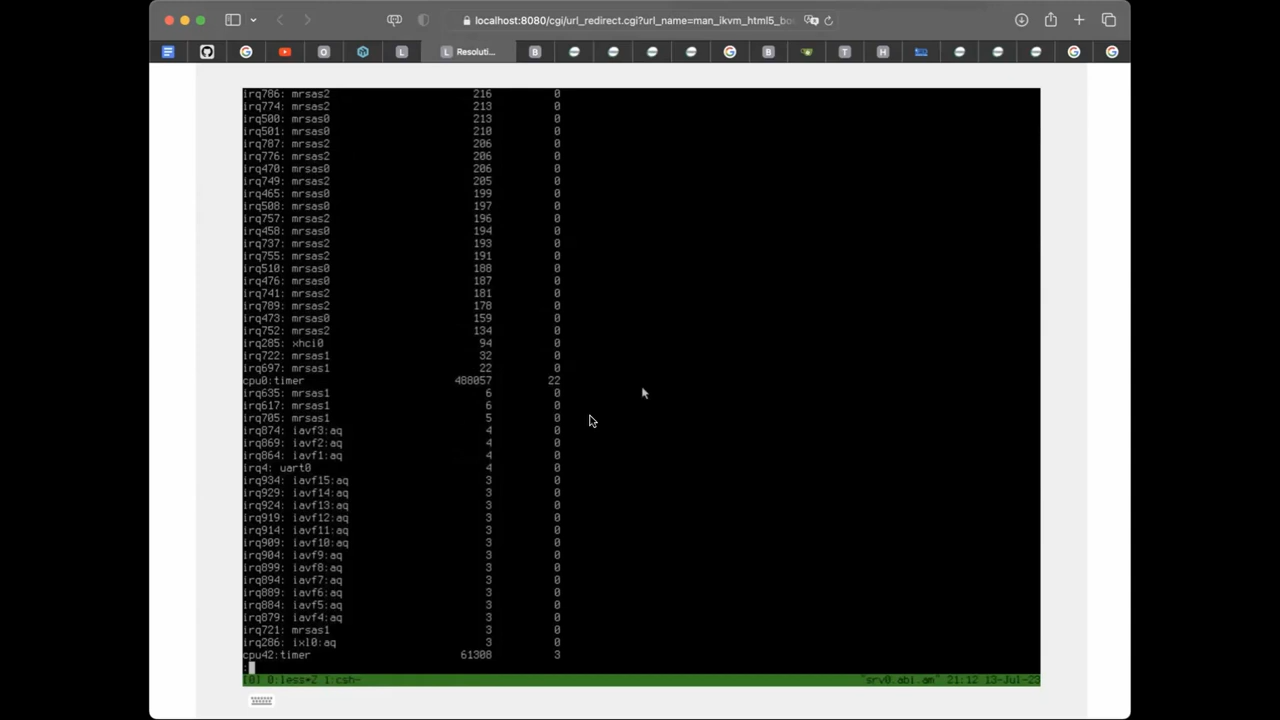 localhost:8080/cgi/url_redirect.cgi?url_name=man_ikvm_html5_bo
Resoluti...
irq786: mrsas2 216 0
irq774: mrsas2 213 0
irq500: mrsas0 213 0
irq501: mrsas0 210 0
irq787: mrsas2 206 0
irq776: mrsas2 206 0
irq470: mrsas0 206 0
irq749: mrsas2 205 0
irq465: mrsas0 199 0
irq508: mrsas0 197 0
irq757: mrsas2 196 0
irq458: mrsas0 194 0
irq737: mrsas2 193 0
irq755: mrsas2 191 0
irq510: mrsas0 188 0
irq476: mrsas0 187 0
irq741: mrsas2 181 0
irq789: mrsas2 178 0
irq473: mrsas0 159 0
irq752: mrsas2 134 0
irq285: xhci0 94 0
irq722: mrsas1 32 0
irq697: mrsas1 22 0
cpu0:timer 488057 22
irq635: mrsas1 6 0
irq617: mrsas1 6 0
irq705: mrsas1 5 0
irq874: iavf3:aq 4 0
irq869: iavf2:aq 4 0
irq864: iavf1:aq 4 0
irq4: uart0 4 0
irq934: iavf15:aq 3 0
irq929: iavf14:aq 3 0
irq924: iavf13:aq 3 0
irq919: iavf12:aq 3 0
irq914: iavf11:aq 3 0
irq909: iavf10:aq 3 0
irq904: iavf9:aq 3 0
irq899: iavf8:aq 3 0
irq894: iavf7:aq 3 0
irq889: iavf6:aq 3 0
irq884: iavf5:aq 3 0
irq879: iavf4:aq 3 0
irq721: mrsas1 3 0
irq286: ixl0:aq 3 0
cpu42:timer 61308 3
:
[0] 0:less*Z 1:csh- "srv0.abi.am" 21:12 13-Jul-23